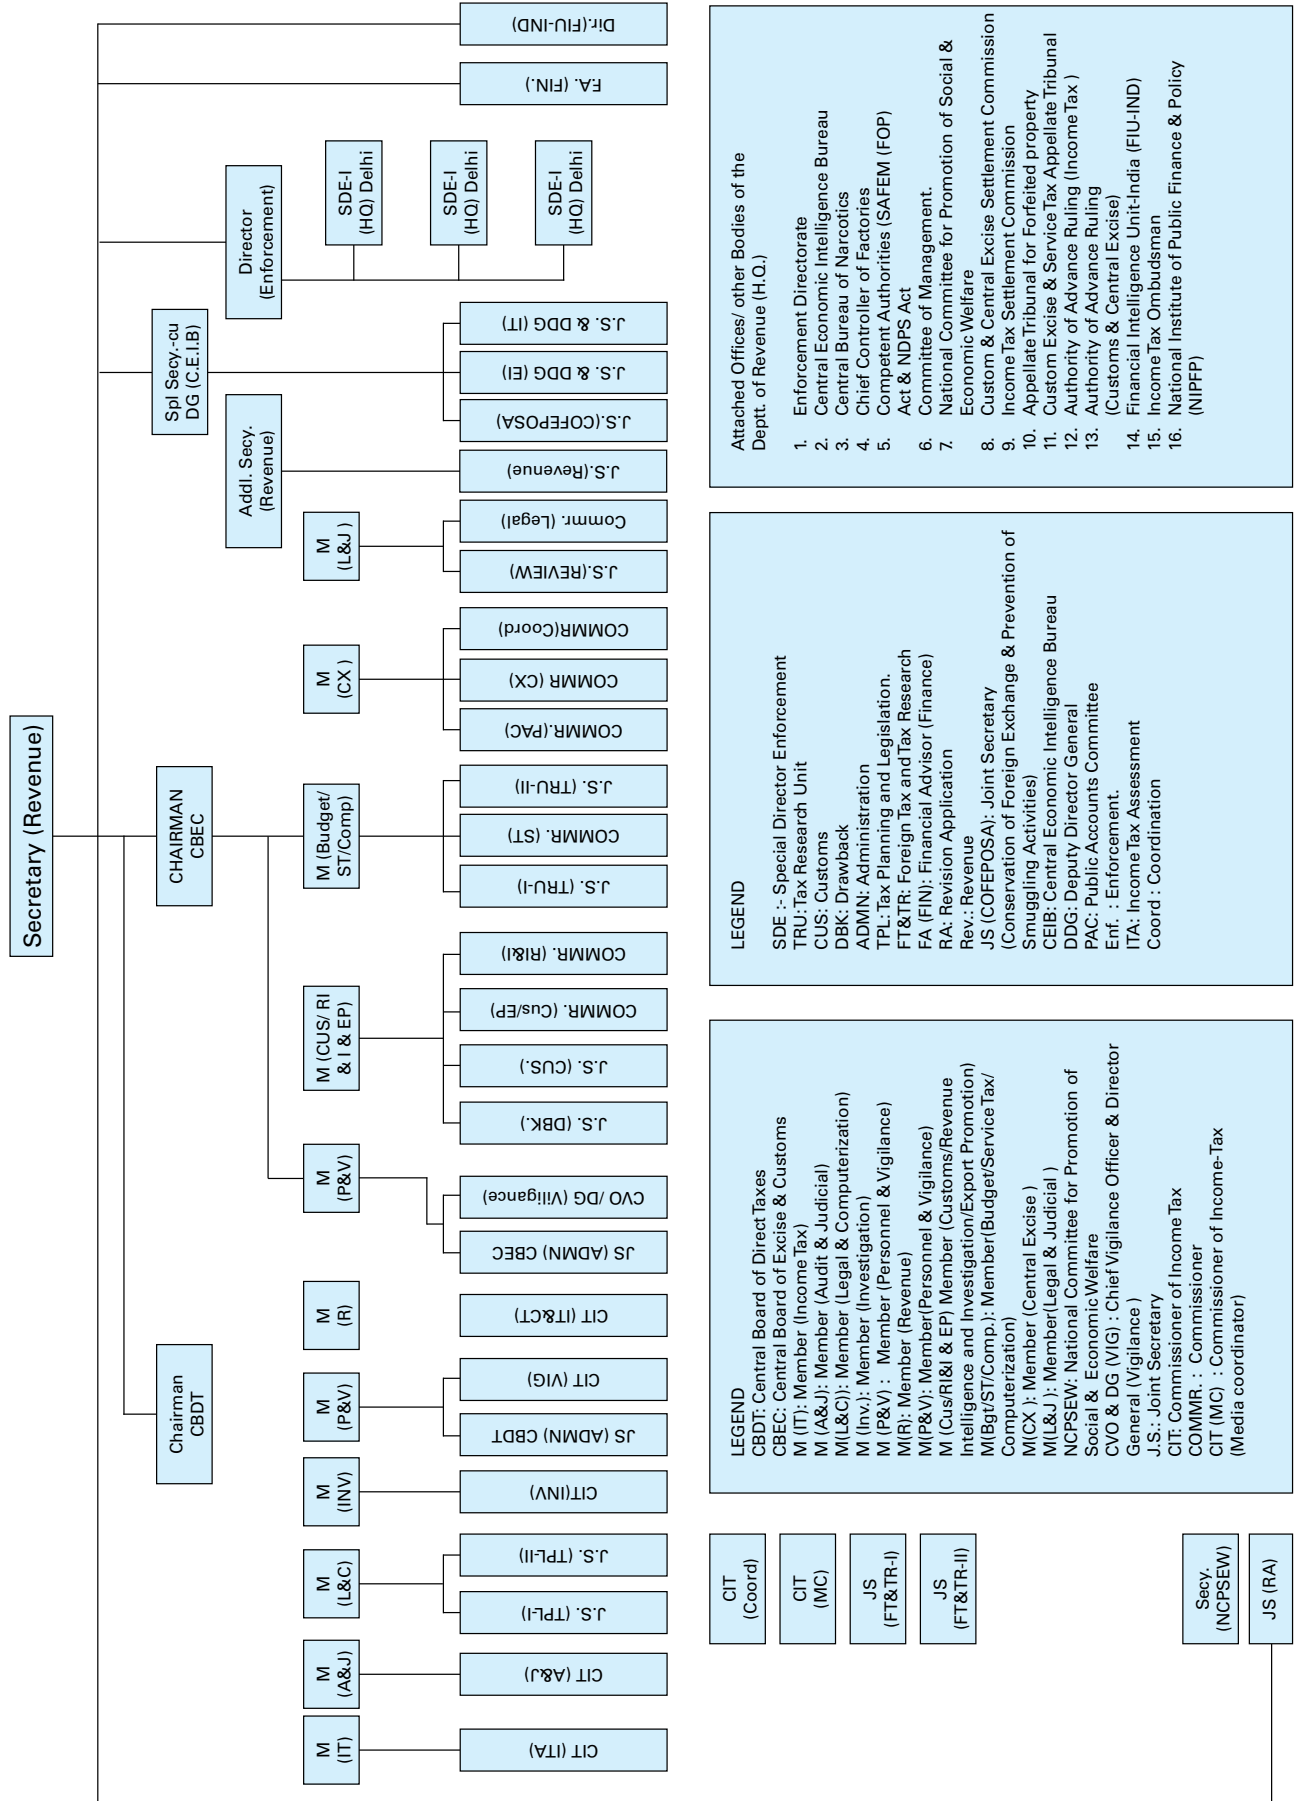 Secretary (Revenue)
Chairman
CBDT
CHAIRMAN
CBEC
Spl Secy.-cu
DG (C.E.I.B)
Addl. Secy.
(Revenue)
Director
(Enforcement)
M
(IT)
M
(A&J)
M
(L&C)
M
(INV)
M
(P&V)
M
(R)
M
(P&V)
M (CUS/ RI
& I & EP)
M (Budget/
ST/Comp)
M
(CX )
M
(L&J )
SDE-I
(HQ) Delhi
SDE-I
(HQ) Delhi
SDE-I
(HQ) Delhi
CIT (ITA)
CIT (A&J)
J.S. (TPL-I)
J.S. (TPL-II)
CIT(INV)
JS (ADMN) CBDT
CIT (VIG)
CIT (IT&CT)
JS (ADMN) CBEC
CVO/ DG (Viligance)
J.S. (DBK.)
J.S. (CUS.)
COMMR. (Cus/EP)
COMMR. (RI&I)
J.S. (TRU-I)
COMMR. (ST)
J.S. (TRU-II)
COMMR.(PAC)
COMMR (CX)
COMMR(Coord)
J.S.(REVIEW)
Commr. (Legal)
J.S.(Revenue)
J.S.(COFEPOSA)
J.S. & DDG (EI)
J.S. & DDG (IT)
F.A. (FIN.)
Dir.(FIU-IND)
CIT
(Coord)
CIT
(MC)
JS
(FT&TR-I)
JS
(FT&TR-II)
Secy.
(NCPSEW)
JS (RA)
LEGEND
CBDT: Central Board of Direct Taxes
CBEC: Central Board of Excise & Customs
M (IT): Member (Income Tax)
M (A&J): Member (Audit & Judicial)
M(L&C)): Member (Legal & Computerization)
M (Inv.): Member (Investigation)
M (P&V) : Member (Personnel & Vigilance)
M(R): Member (Revenue)
M(P&V): Member(Personnel & Vigilance)
M (Cus/RI&I & EP) Member (Customs/Revenue
Intelligence and Investigation/Export Promotion)
M(Bgt/ST/Comp.): Member(Budget/Service Tax/
Computerization)
M(CX ): Member (Central Excise )
M(L&J ): Member(Legal & Judicial )
NCPSEW: National Committee for Promotion of
Social & Economic Welfare
CVO & DG (VIG) : Chief Vigilance Officer & Director
General (Vigilance )
J.S.: Joint Secretary
CIT: Commissioner of Income Tax
COMMR. : Commissioner
CIT (MC) : Commissioner of Income-Tax
(Media coordinator)
LEGEND
SDE :- Special Director Enforcement
TRU: Tax Research Unit
CUS: Customs
DBK: Drawback
ADMN: Administration
TPL: Tax Planning and Legislation.
FT&TR: Foreign Tax and Tax Research
FA (FIN): Financial Advisor (Finance)
RA: Revision Application
Rev.: Revenue
JS (COFEPOSA): Joint Secretary
(Conservation of Foreign Exchange & Prevention of
Smuggling Activities)
CEIB: Central Economic Intelligence Bureau
DDG: Deputy Director General
PAC: Public Accounts Committee
Enf. : Enforcement.
ITA: Income Tax Assessment
Coord : Coordination
Attached Offices/ other Bodies of the
Deptt. of Revenue (H.Q.)
1. Enforcement Directorate
2. Central Economic Intelligence Bureau
3. Central Bureau of Narcotics
4. Chief Controller of Factories
5. Competent Authorities (SAFEM (FOP)
Act & NDPS Act
6. Committee of Management.
7. National Committee for Promotion of Social &
Economic Welfare
8. Custom & Central Excise Settlement Commission
9. Income Tax Settlement Commission
10. Appellate Tribunal for Forfeited property
11. Custom Excise & Service Tax Appellate Tribunal
12. Authority of Advance Ruling (Income Tax )
13. Authority of Advance Ruling
(Customs & Central Excise)
14. Financial Intelligence Unit-India (FIU-IND)
15. Income Tax Ombudsman
16. National Institute of Public Finance & Policy
(NIPFP)